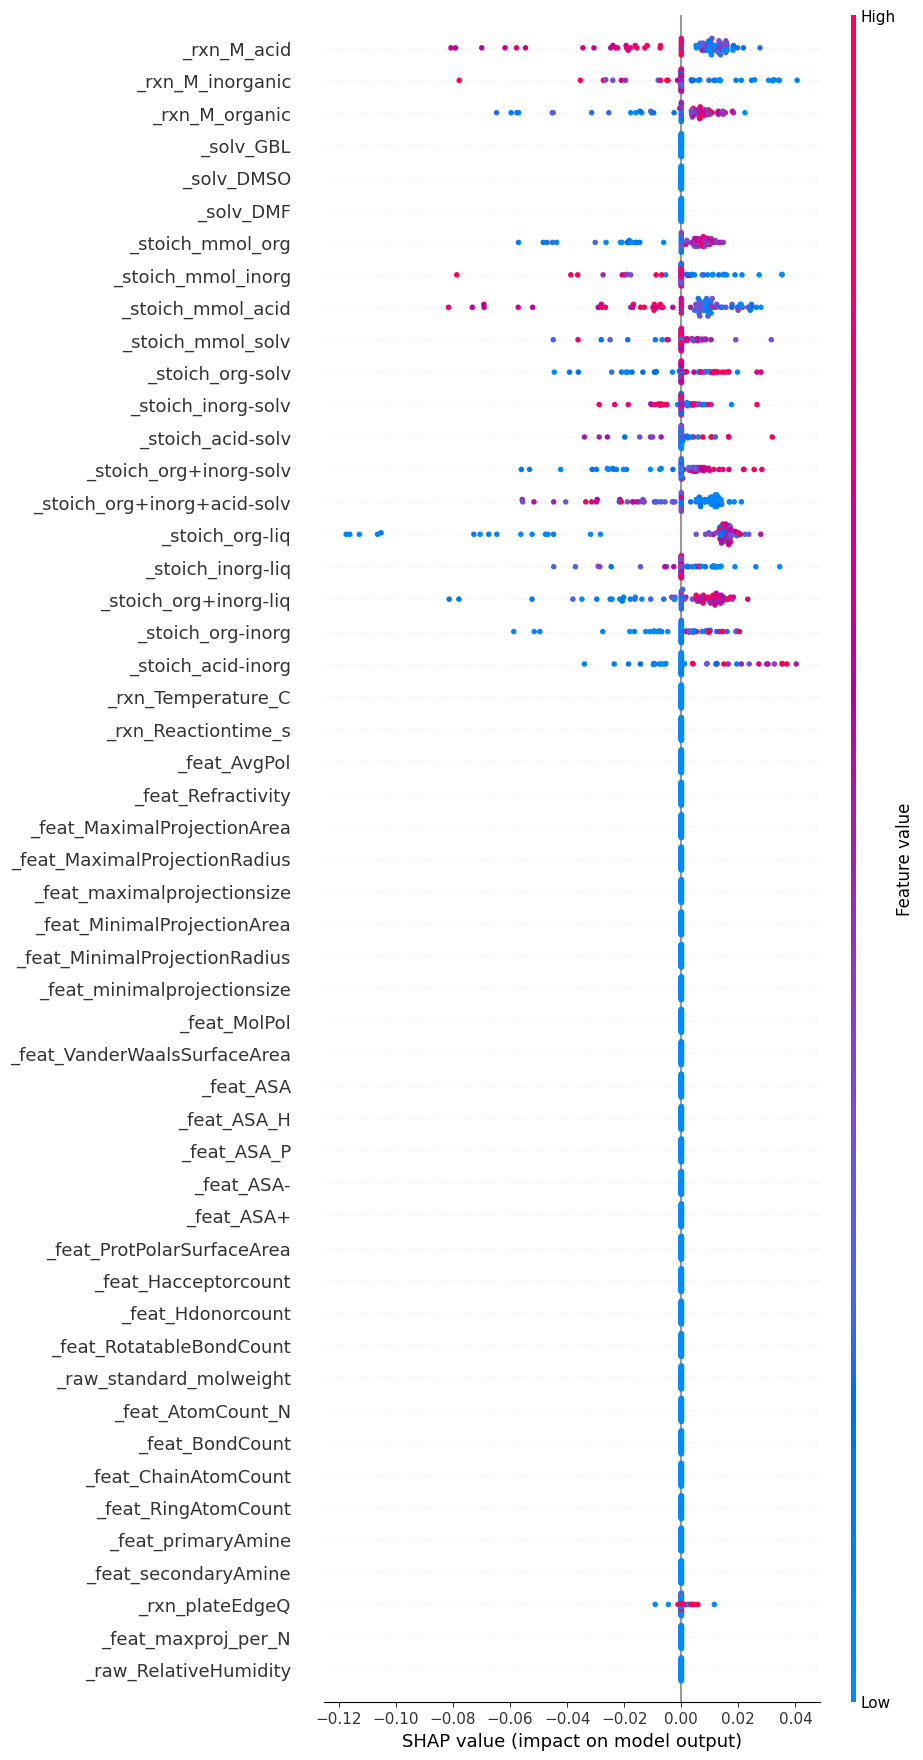 High
_rxn_M_acid
_rxn_M_inorganic
_rxn_M_organic
_solv_GBL
_solv_DMSO
_solv_DMF
_stoich_mmol_org
_stoich_mmol_inorg
_stoich_mmol_acid
_stoich_mmol_solv
_stoich_org-solv
_stoich_inorg-solv
_stoich_acid-solv
_stoich_org+inorg-solv
_stoich_org+inorg+acid-solv
_stoich_org-liq
_stoich_inorg-liq
_stoich_org+inorg-liq
_stoich_org-inorg
_stoich_acid-inorg
_rxn_Temperature_C
_rxn_Reactiontime_s
_feat_AvgPol
_feat_Refractivity
_feat_MaximalProjectionArea
_feat_MaximalProjectionRadius
_feat_maximalprojectionsize
_feat_MinimalProjectionArea
_feat_MinimalProjectionRadius
_feat_minimalprojectionsize
_feat_MolPol
_feat_VanderWaalsSurfaceArea
_feat_ASA
_feat_ASA_H
_feat_ASA_P
_feat_ASA-
_feat_ASA+
_feat_ProtPolarSurfaceArea
_feat_Hacceptorcount
_feat_Hdonorcount
_feat_RotatableBondCount
_raw_standard_molweight
_feat_AtomCount_N
_feat_BondCount
_feat_ChainAtomCount
_feat_RingAtomCount
_feat_primaryAmine
_feat_secondaryAmine
_rxn_plateEdgeQ
_feat_maxproj_per_N
_raw_RelativeHumidity
Feature value
Low
−0.12 −0.10 −0.08 −0.06 −0.04 −0.02 0.00 0.02 0.04
SHAP value (impact on model output)